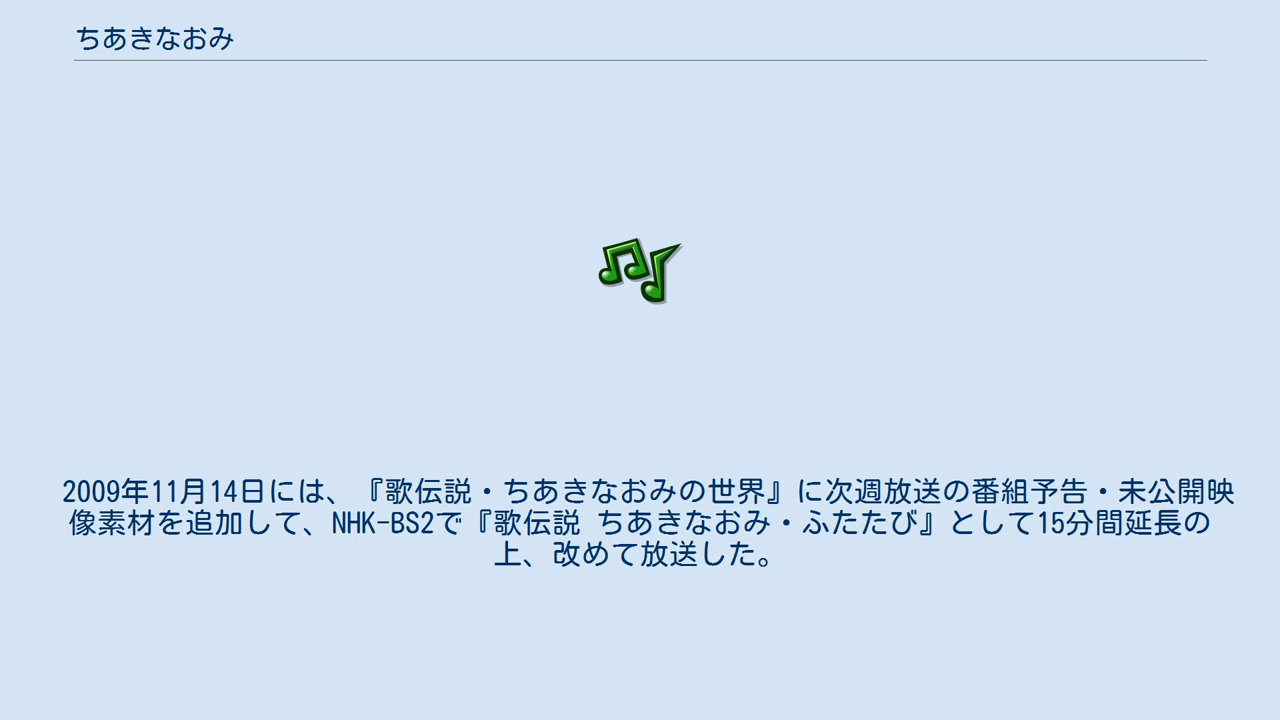 ちあきなおみ
2009年11月14日には、『歌伝説・ちあきなおみの世界』に次週放送の番組予告・未公開映
像素材を追加して、NHK-BS2で『歌伝説 ちあきなおみ・ふたたび』として15分間延長の
上、改めて放送した。